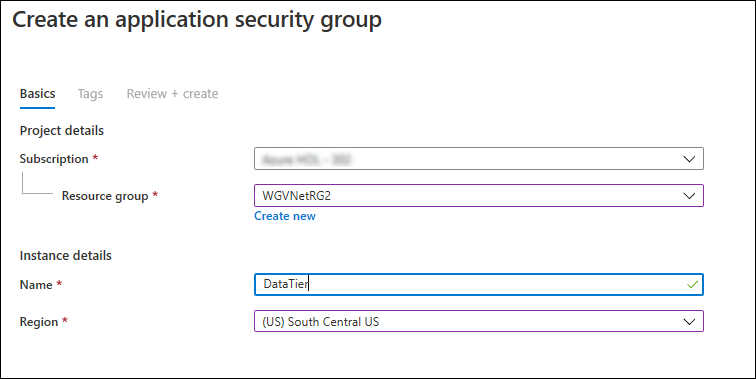 Create an application security group
Basics Tags Review + create
Project details
Subscription *
Resource group * WGVNetRG2
Create new
Instance details
Name * DataTier
Region * (US) South Central US